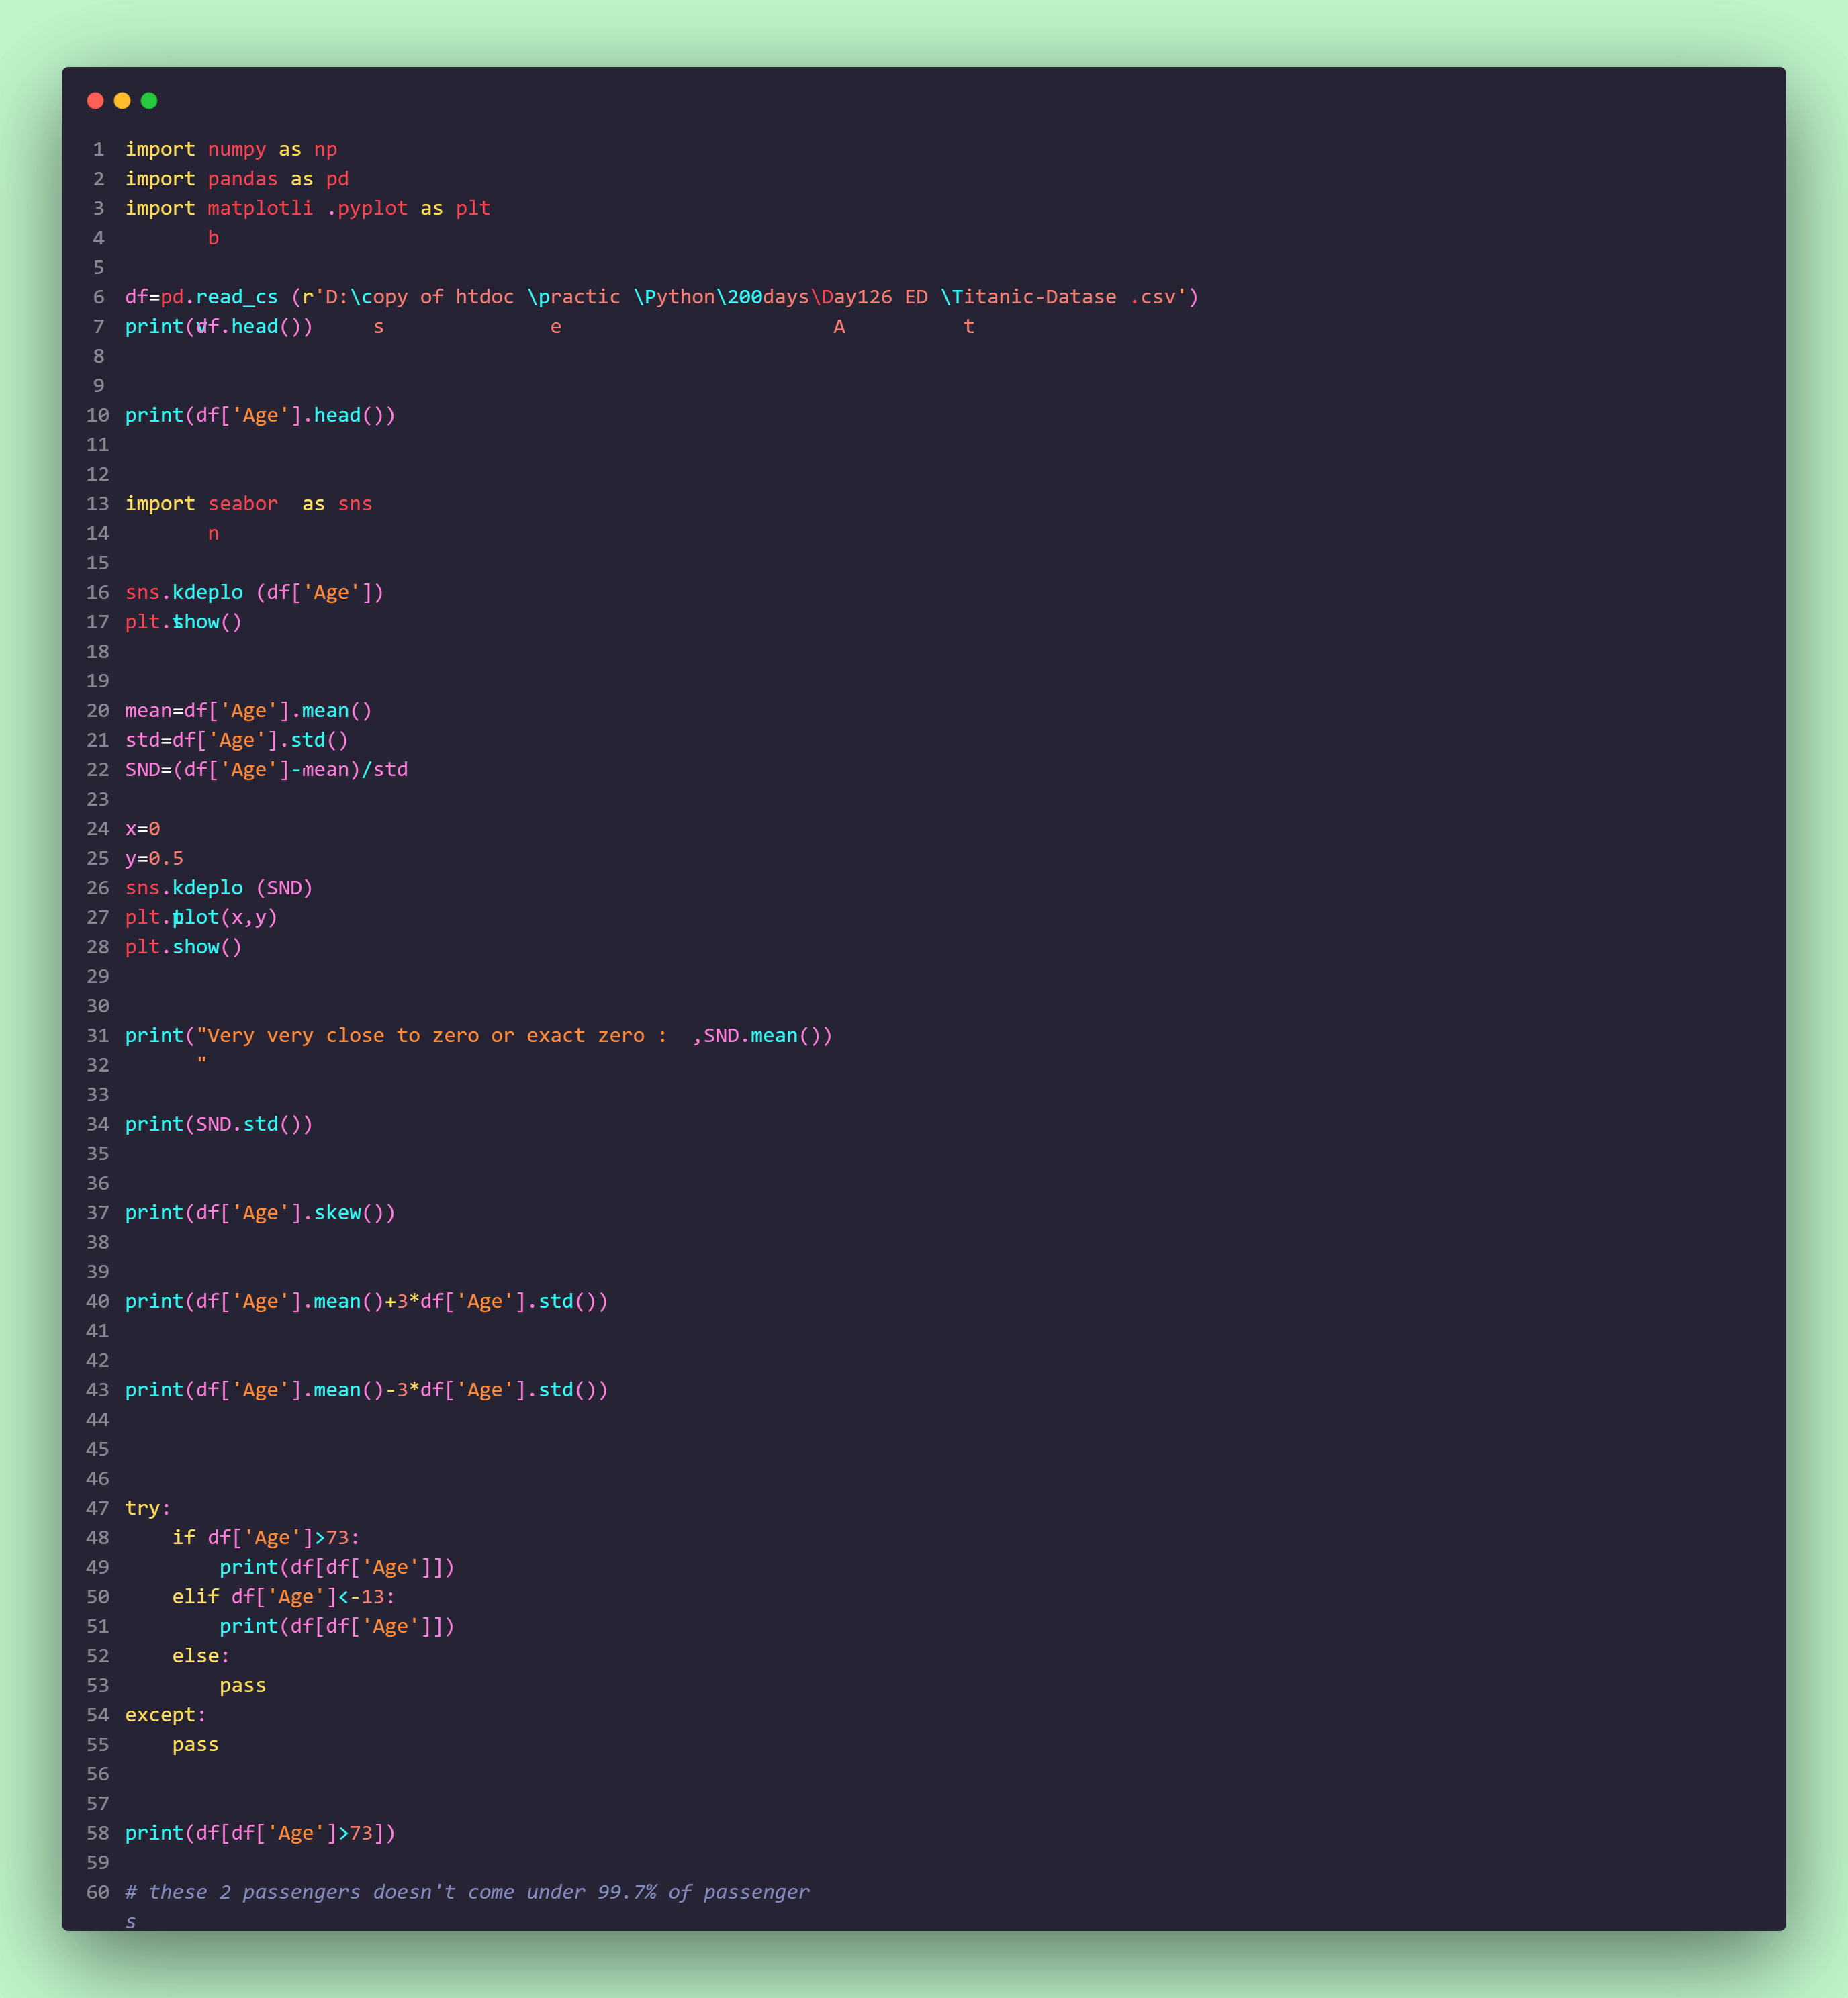 1 import numpy as np
2 import pandas as pd
3 import matplotli .pyplot as plt
4 b
5
6 df=pd.read_cs (r'D:\copy of htdoc \practic \Python\200days\Day126 ED \Titanic-Datase .csv')
7 print(df.head()) v s e A t
8
9
10 print(df['Age'].head())
11
12
13 import seabor  as sns
14 n
15
16 sns.kdeplo (df['Age'])
17 plt.show() t
18
19
20 mean=df['Age'].mean()
21 std=df['Age'].std()
22 SND=(df['Age']-mean)/std
23
24 x=0
25 y=0.5
26 sns.kdeplo (SND)
27 plt.plot(x,y) t
28 plt.show()
29
30
31 print("Very very close to zero or exact zero :  ,SND.mean())
32 "
33
34 print(SND.std())
35
36
37 print(df['Age'].skew())
38
39
40 print(df['Age'].mean()+3*df['Age'].std())
41
42
43 print(df['Age'].mean()-3*df['Age'].std())
44
45
46
47 try:
48     if df['Age']>73:
49         print(df[df['Age']])
50     elif df['Age']<-13:
51         print(df[df['Age']])
52     else:
53         pass
54 except:
55     pass
56
57
58 print(df[df['Age']>73])
59
60 # these 2 passengers doesn't come under 99.7% of passenger
s